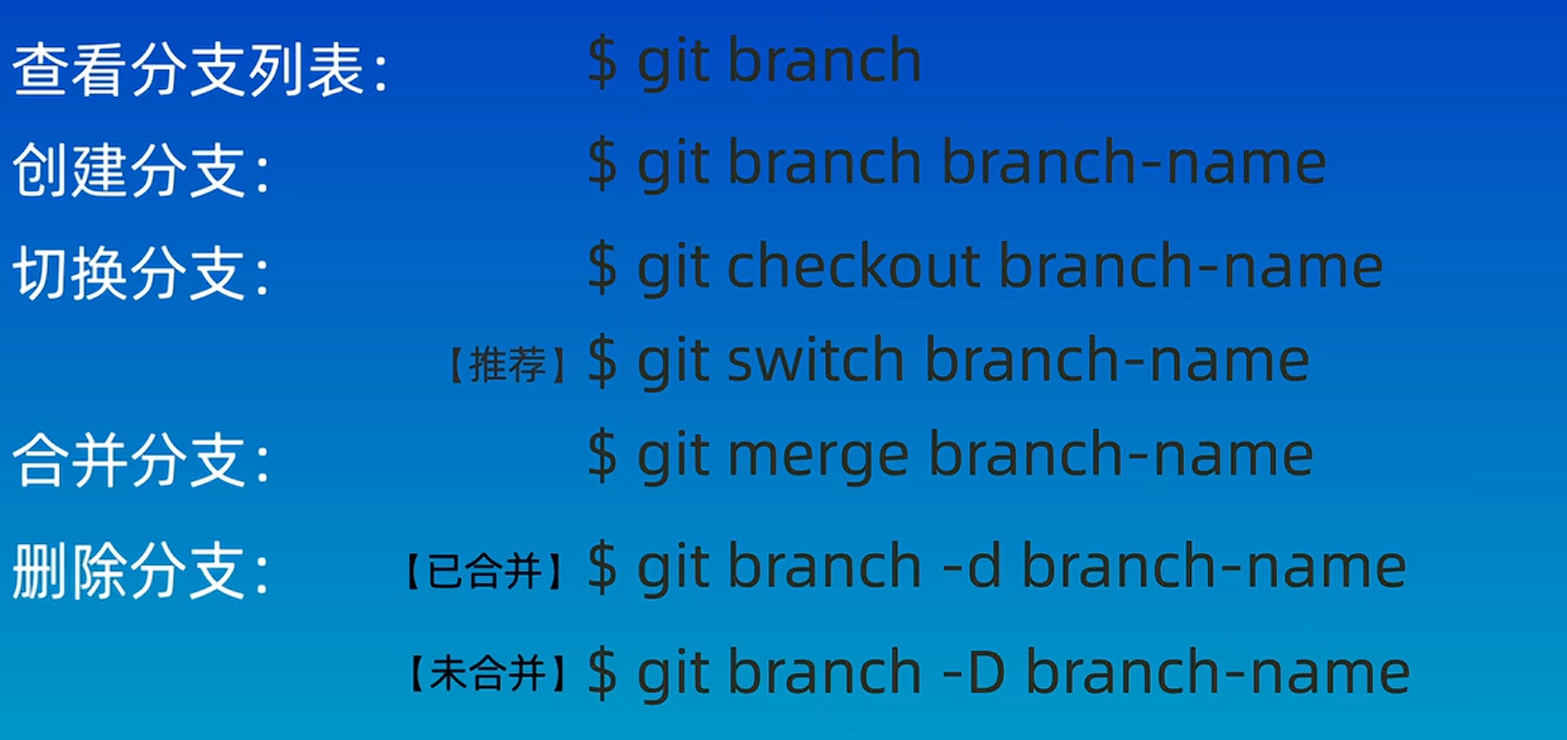 查看分支列表： $ git branch
创建分支： $ git branch branch-name
切换分支： $ git checkout branch-name
【推荐】 $ git switch branch-name
合并分支： $ git merge branch-name
删除分支： 【已合并】 $ git branch -d branch-name
【未合并】 $ git branch -D branch-name